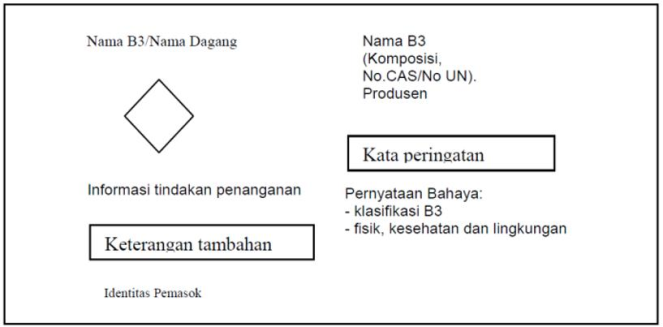 Nama B3/Nama Dagang
Informasi tindakan penanganan
Keterangan tambahan
Identitas Pemasok
Nama B3
(Komposisi,
No.CAS/No UN).
Produsen
Kata peringatan
Pernyataan Bahaya:
- klasifikasi B3
- fisik, kesehatan dan lingkungan